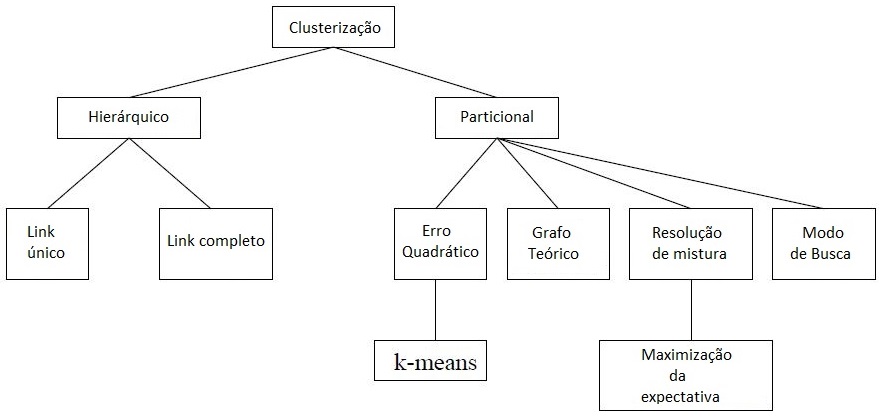 Clusterização
Hierárquico
Particional
Link
único
Link completo
Erro
Quadrático
Grafo
Teórico
Resolução
de mistura
Modo
de Busca
k-means
Maximização
da
expectativa